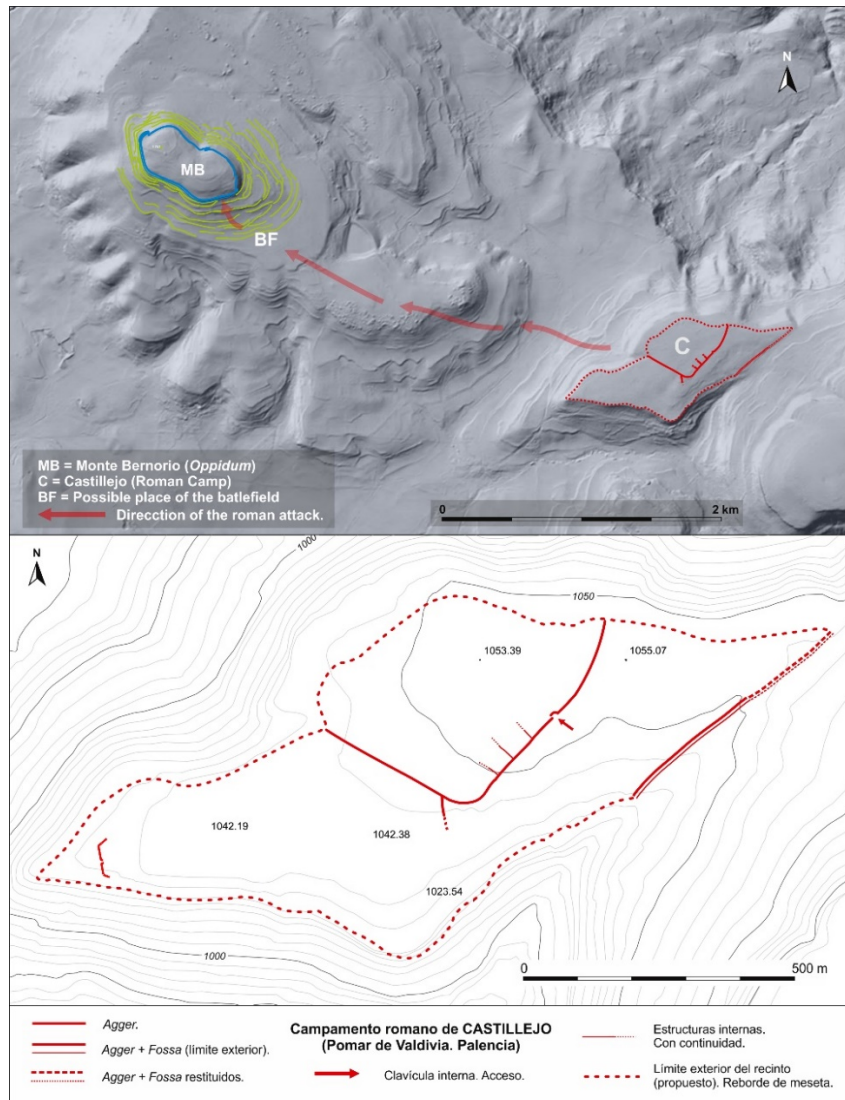 N
MB
BF
C
MB = Monte Bernorio (Oppidum)
C = Castillejo (Roman Camp)
BF = Possible place of the battlefield
Direcction of the roman attack.
0 2 km
N
1000
1050
1053.39
1055.07
1042.19
1042.38
1023.54
1000
0 500 m
Agger.
Agger + Fossa (limite exterior).
Agger + Fossa restituidos.
Campamento romano de CASTILLEJO
(Pomar de Valdivia. Palencia)
Clavícula interna. Acceso.
Estructuras internas.
Con continuidad.
Límite exterior del recinto
(propuesto). Reborde de meseta.